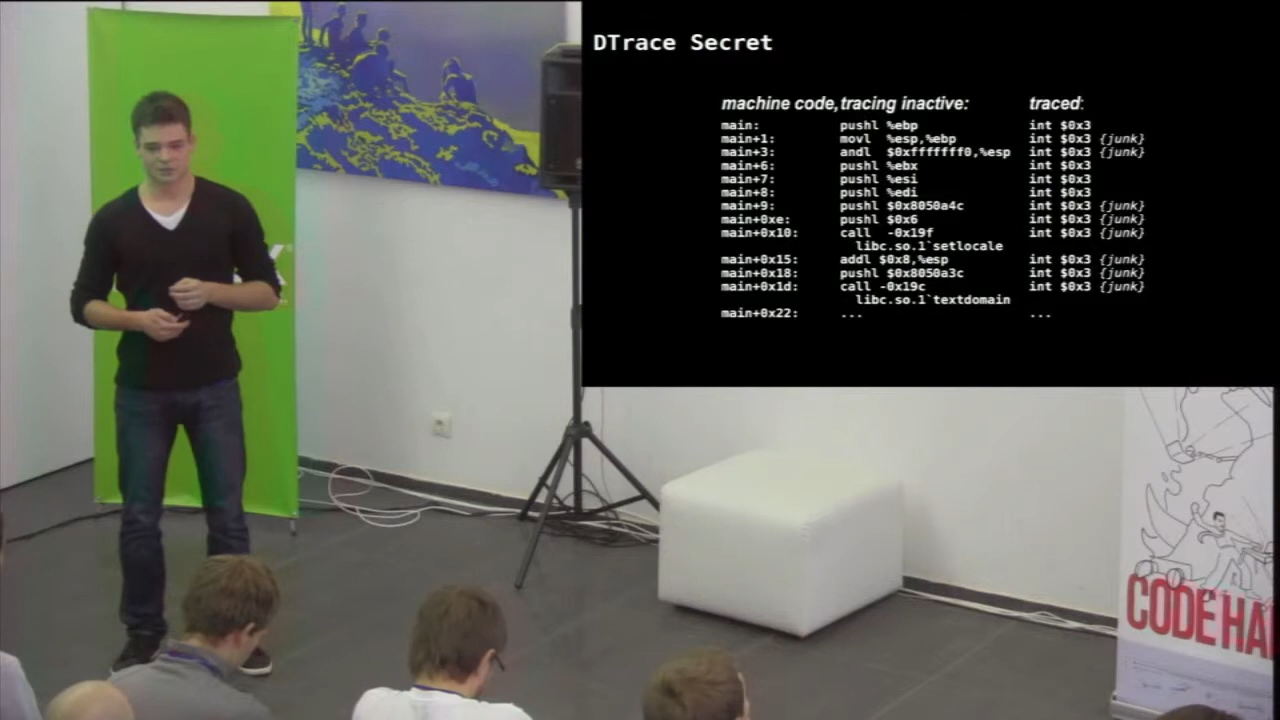 DTrace Secret
machine code, tracing inactive: traced:
main: pushl %ebp int $0x3
main+1: movl %esp,%ebp int $0x3 {junk}
main+3: andl $0xfffffff0,%esp int $0x3 {junk}
main+6: pushl %ebx int $0x3
main+7: pushl %esi int $0x3
main+8: pushl %edi int $0x3
main+9: pushl $0x8050a4c int $0x3 {junk}
main+0xe: pushl $0x6 int $0x3 {junk}
main+0x10: call -0x19f int $0x3 {junk}
libc.so.1`setlocale
main+0x15: addl $0x8,%esp int $0x3 {junk}
main+0x18: pushl $0x8050a3c int $0x3 {junk}
main+0x1d: call -0x19c int $0x3 {junk}
libc.so.1`textdomain
main+0x22: ... ...
CODE HA